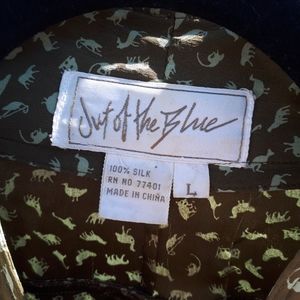 Out of the Blue
100% SILK
RN NO 77401
MADE IN CHINA
L